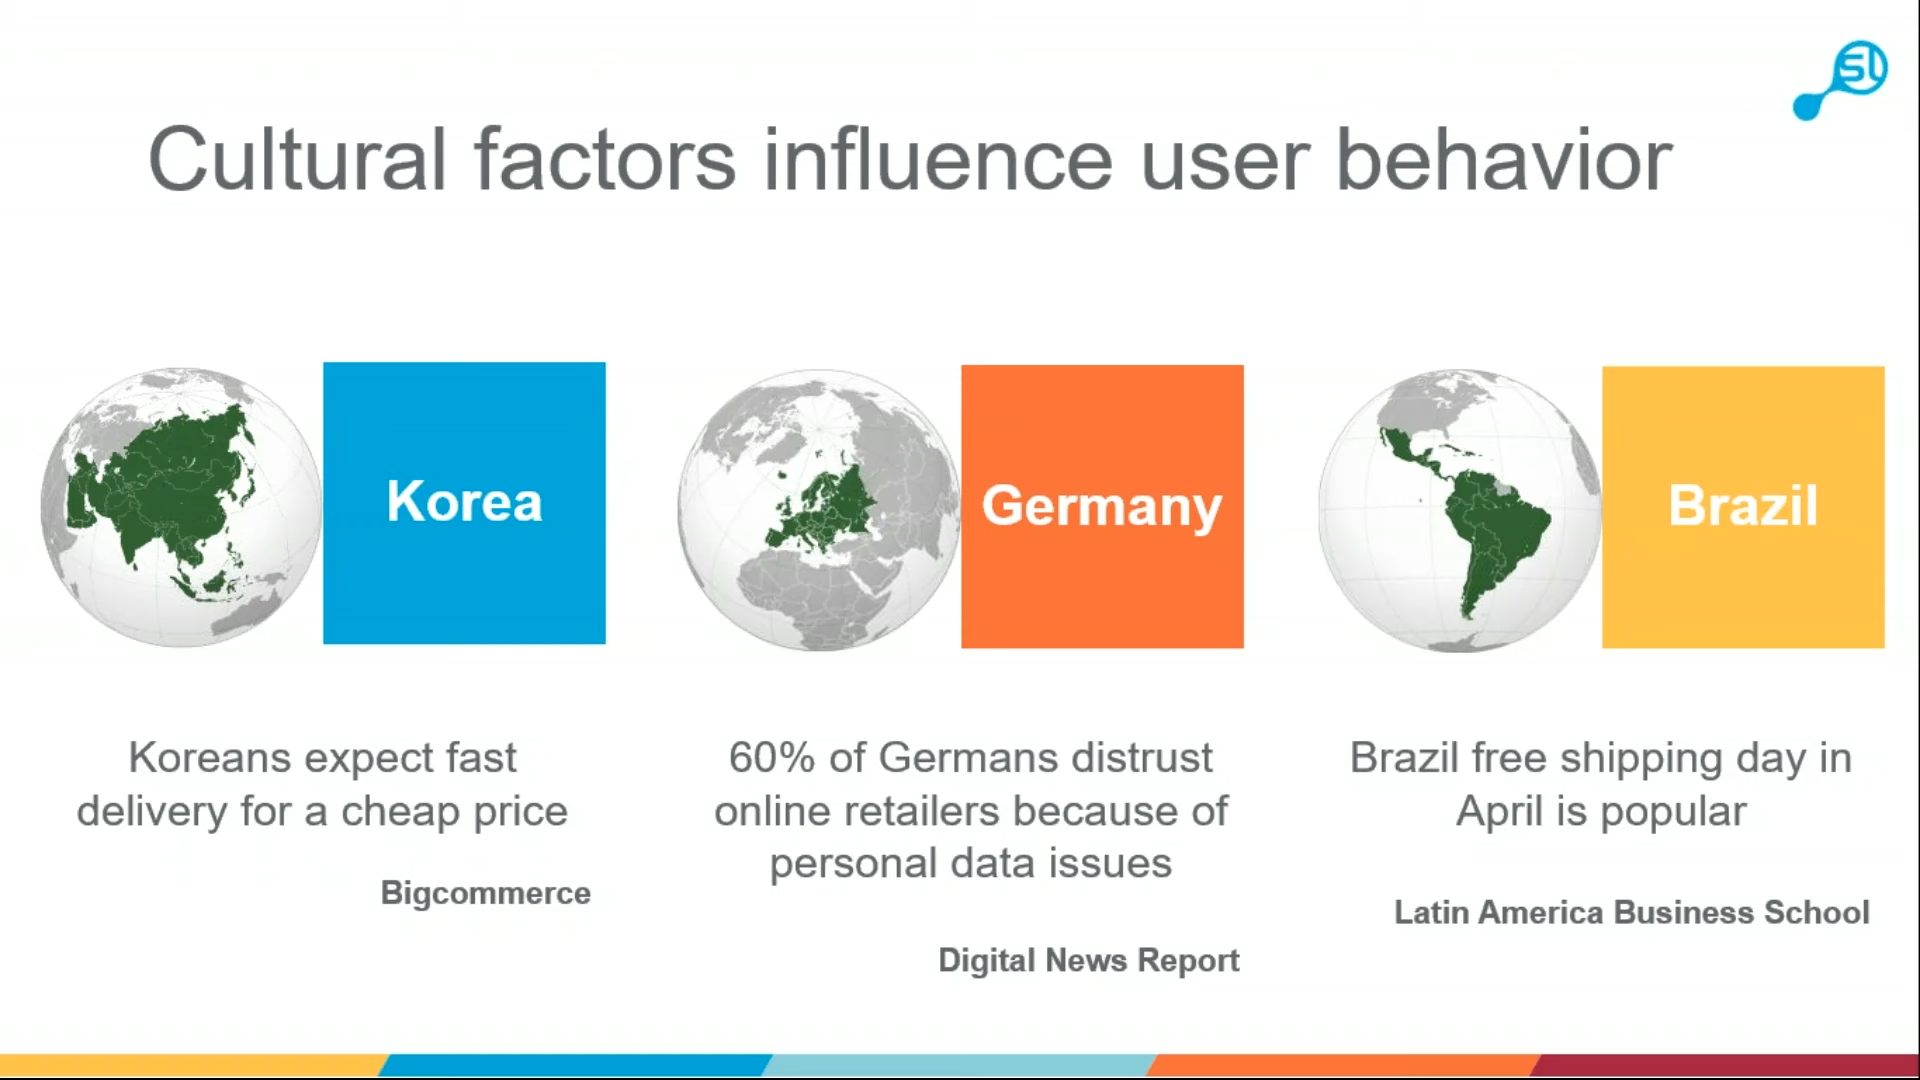 SL
Cultural factors influence user behavior
Korea
Germany
Brazil
Koreans expect fast
delivery for a cheap price
Bigcommerce
60% of Germans distrust
online retailers because of
personal data issues
Digital News Report
Brazil free shipping day in
April is popular
Latin America Business School